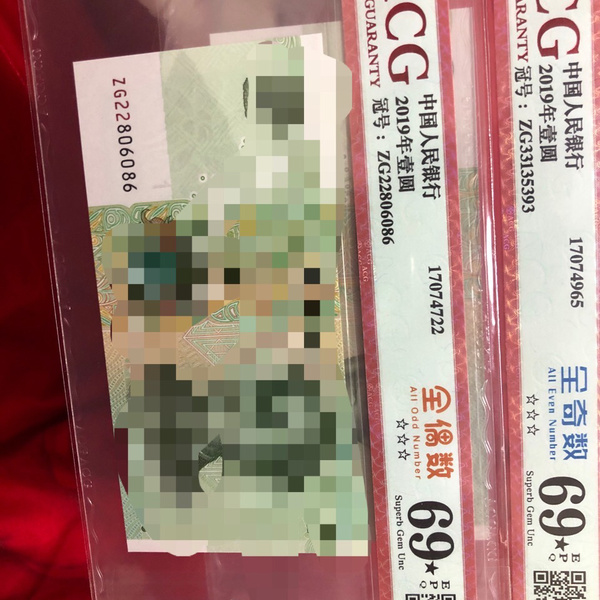 ZG22806086
ACG
GUARANTY
中国人民银行
2019年壹圆
冠号：ZG22806086
17074722
全偶数
All Odd Number
☆☆☆
69★
EPQ
Superb Gem Unc
CG
GUARANTY
中国人民银行
2019年壹圆
冠号：ZG33135393
17074965
全奇数
All Even Number
☆☆☆
69★
EPQ
Superb Gem Unc